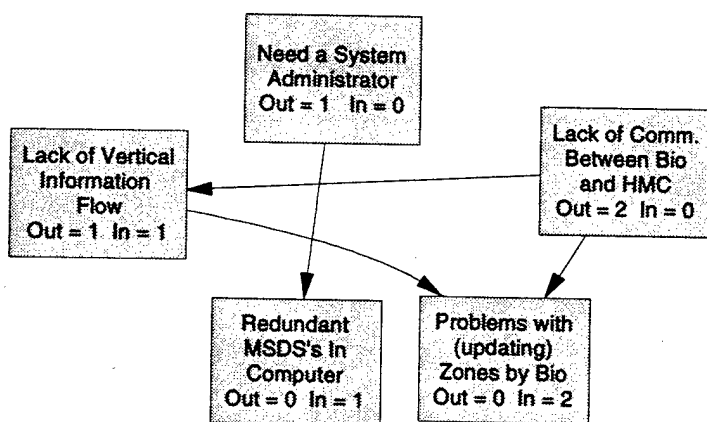 Need a System
Administrator
Out = 1 In = 0
Lack of Comm.
Between Bio
and HMC
Out = 2 In = 0
Lack of Vertical
Information
Flow
Out = 1 In = 1
Redundant
MSDS's In
Computer
Out = 0 In = 1
Problems with
(updating)
Zones by Bio
Out = 0 In = 2